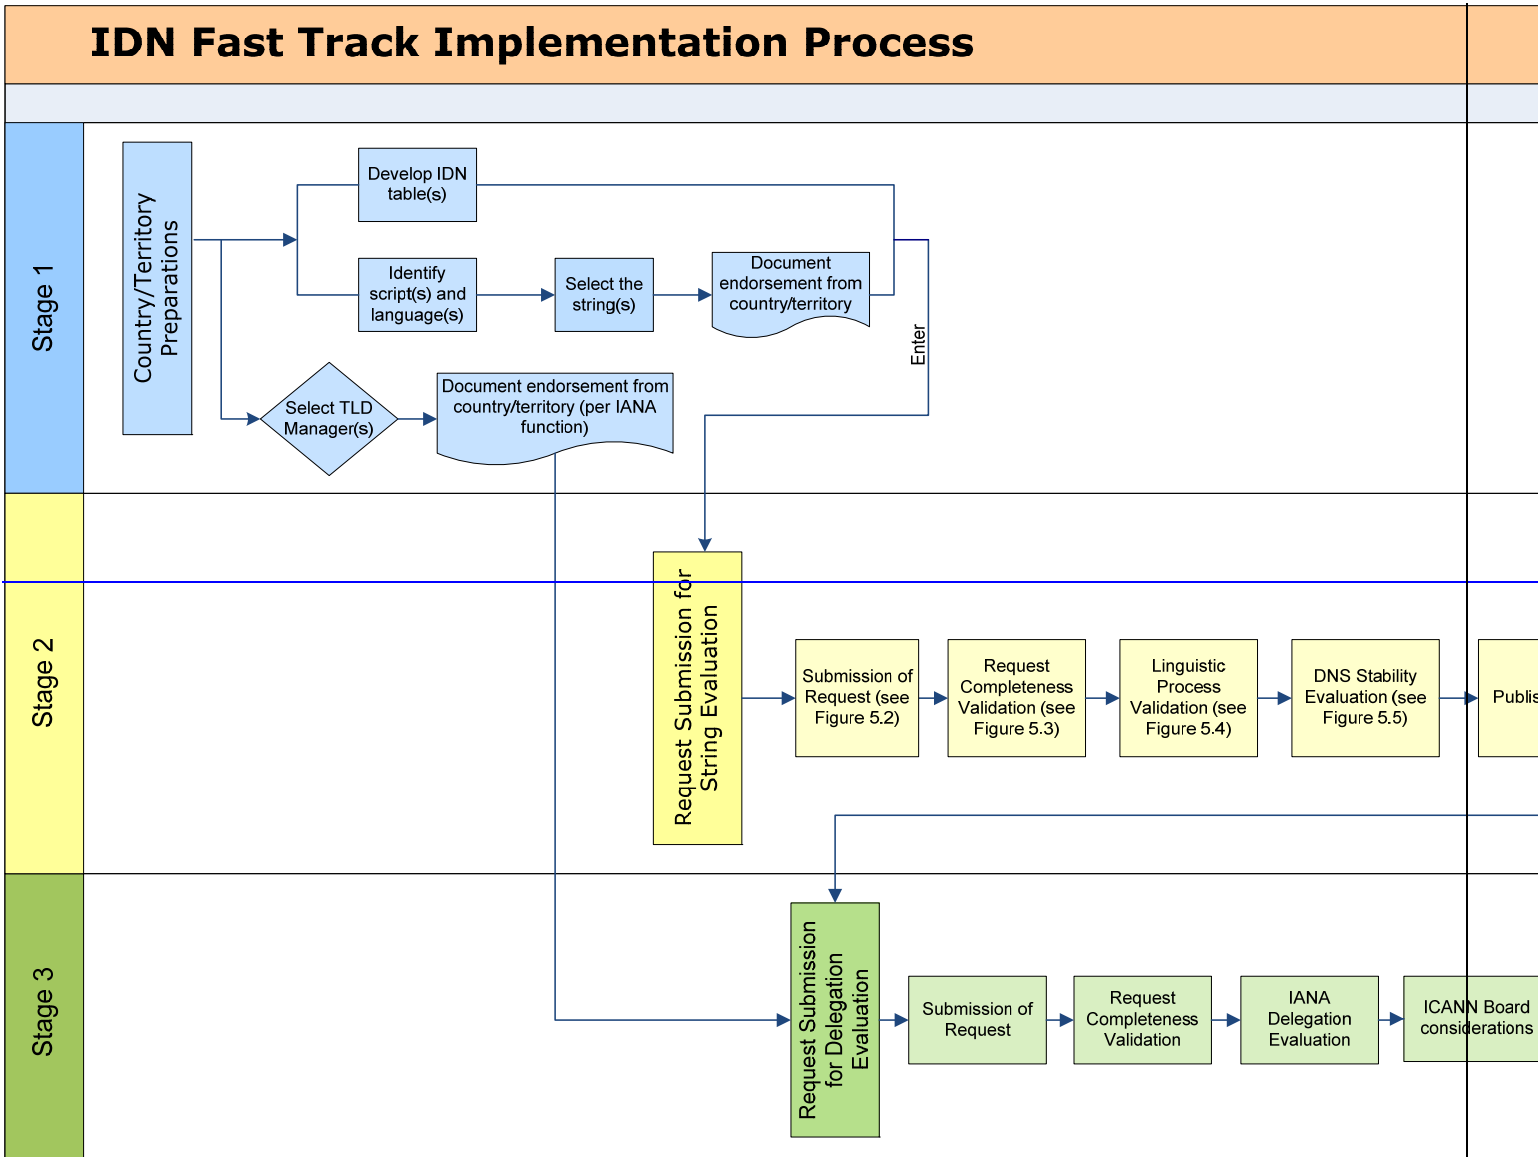 IDN Fast Track Implementation Process
Stage 1
Country/Territory
Preparations
Develop IDN
table(s)
Identify
script(s) and
language(s)
Select the
string(s)
Document
endorsement from
country/territory
Enter
Select TLD
Manager(s)
Document endorsement from
country/territory (per IANA
function)
Stage 2
Request Submission for
String Evaluation
Submission of
Request (see
Figure 5.2)
Request
Completeness
Validation (see
Figure 5.3)
Linguistic
Process
Validation (see
Figure 5.4)
DNS Stability
Evaluation (see
Figure 5.5)
Publis
Stage 3
Request Submission
for Delegation
Evaluation
Submission of
Request
Request
Completeness
Validation
IANA
Delegation
Evaluation
ICANN Board
considerations